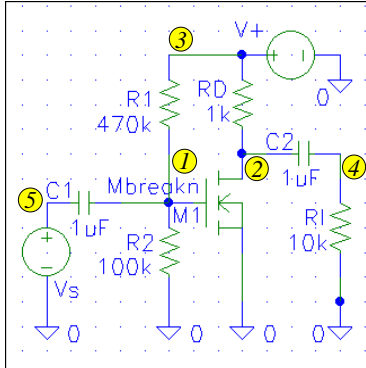 3
V+
+
-
0
R1
470k
RD
1k
1
2
C2
1uF
4
5
C1
1uF
Mbreakn
M1
R2
100k
Rl
10k
+
-
Vs
0
0
0
0